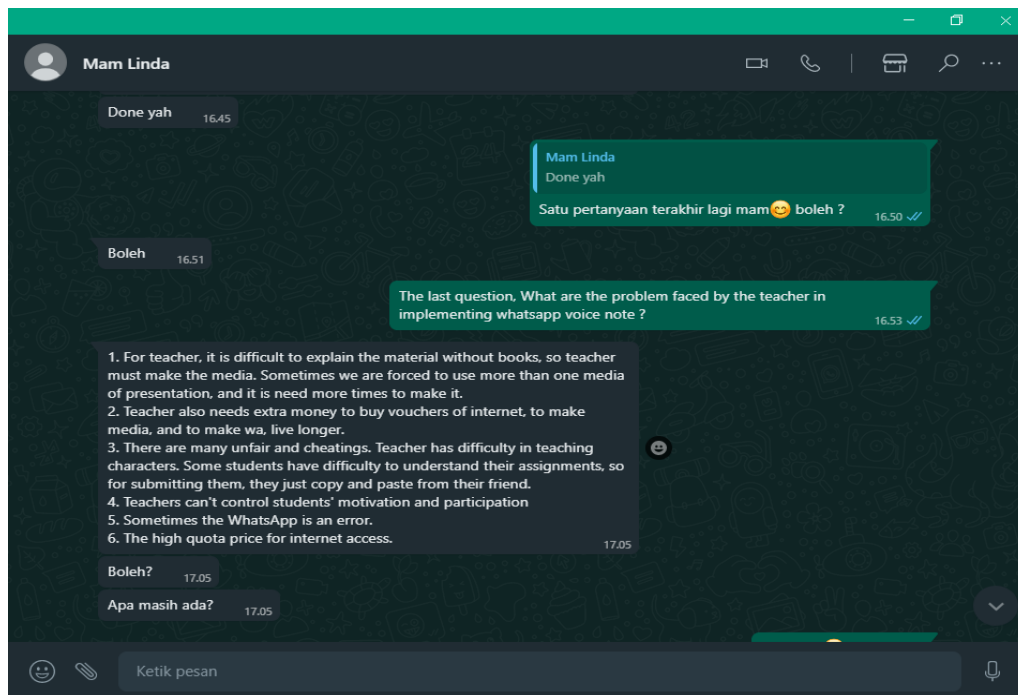 Mam Linda
Done yah 16.45
Mam Linda
Done yah
Satu pertanyaan terakhir lagi mam😊 boleh ? 16.50
Boleh 16.51
The last question, What are the problem faced by the teacher in
implementing whatsapp voice note ? 16.53
1. For teacher, it is difficult to explain the material without books, so teacher
must make the media. Sometimes we are forced to use more than one media
of presentation, and it is need more times to make it.
2. Teacher also needs extra money to buy vouchers of internet, to make
media, and to make wa, live longer.
3. There are many unfair and cheatings. Teacher has difficulty in teaching
characters. Some students have difficulty to understand their assignments, so
for submitting them, they just copy and paste from their friend.
4. Teachers can't control students' motivation and participation
5. Sometimes the WhatsApp is an error.
6. The high quota price for internet access. 17.05
Boleh? 17.05
Apa masih ada? 17.05
Ketik pesan